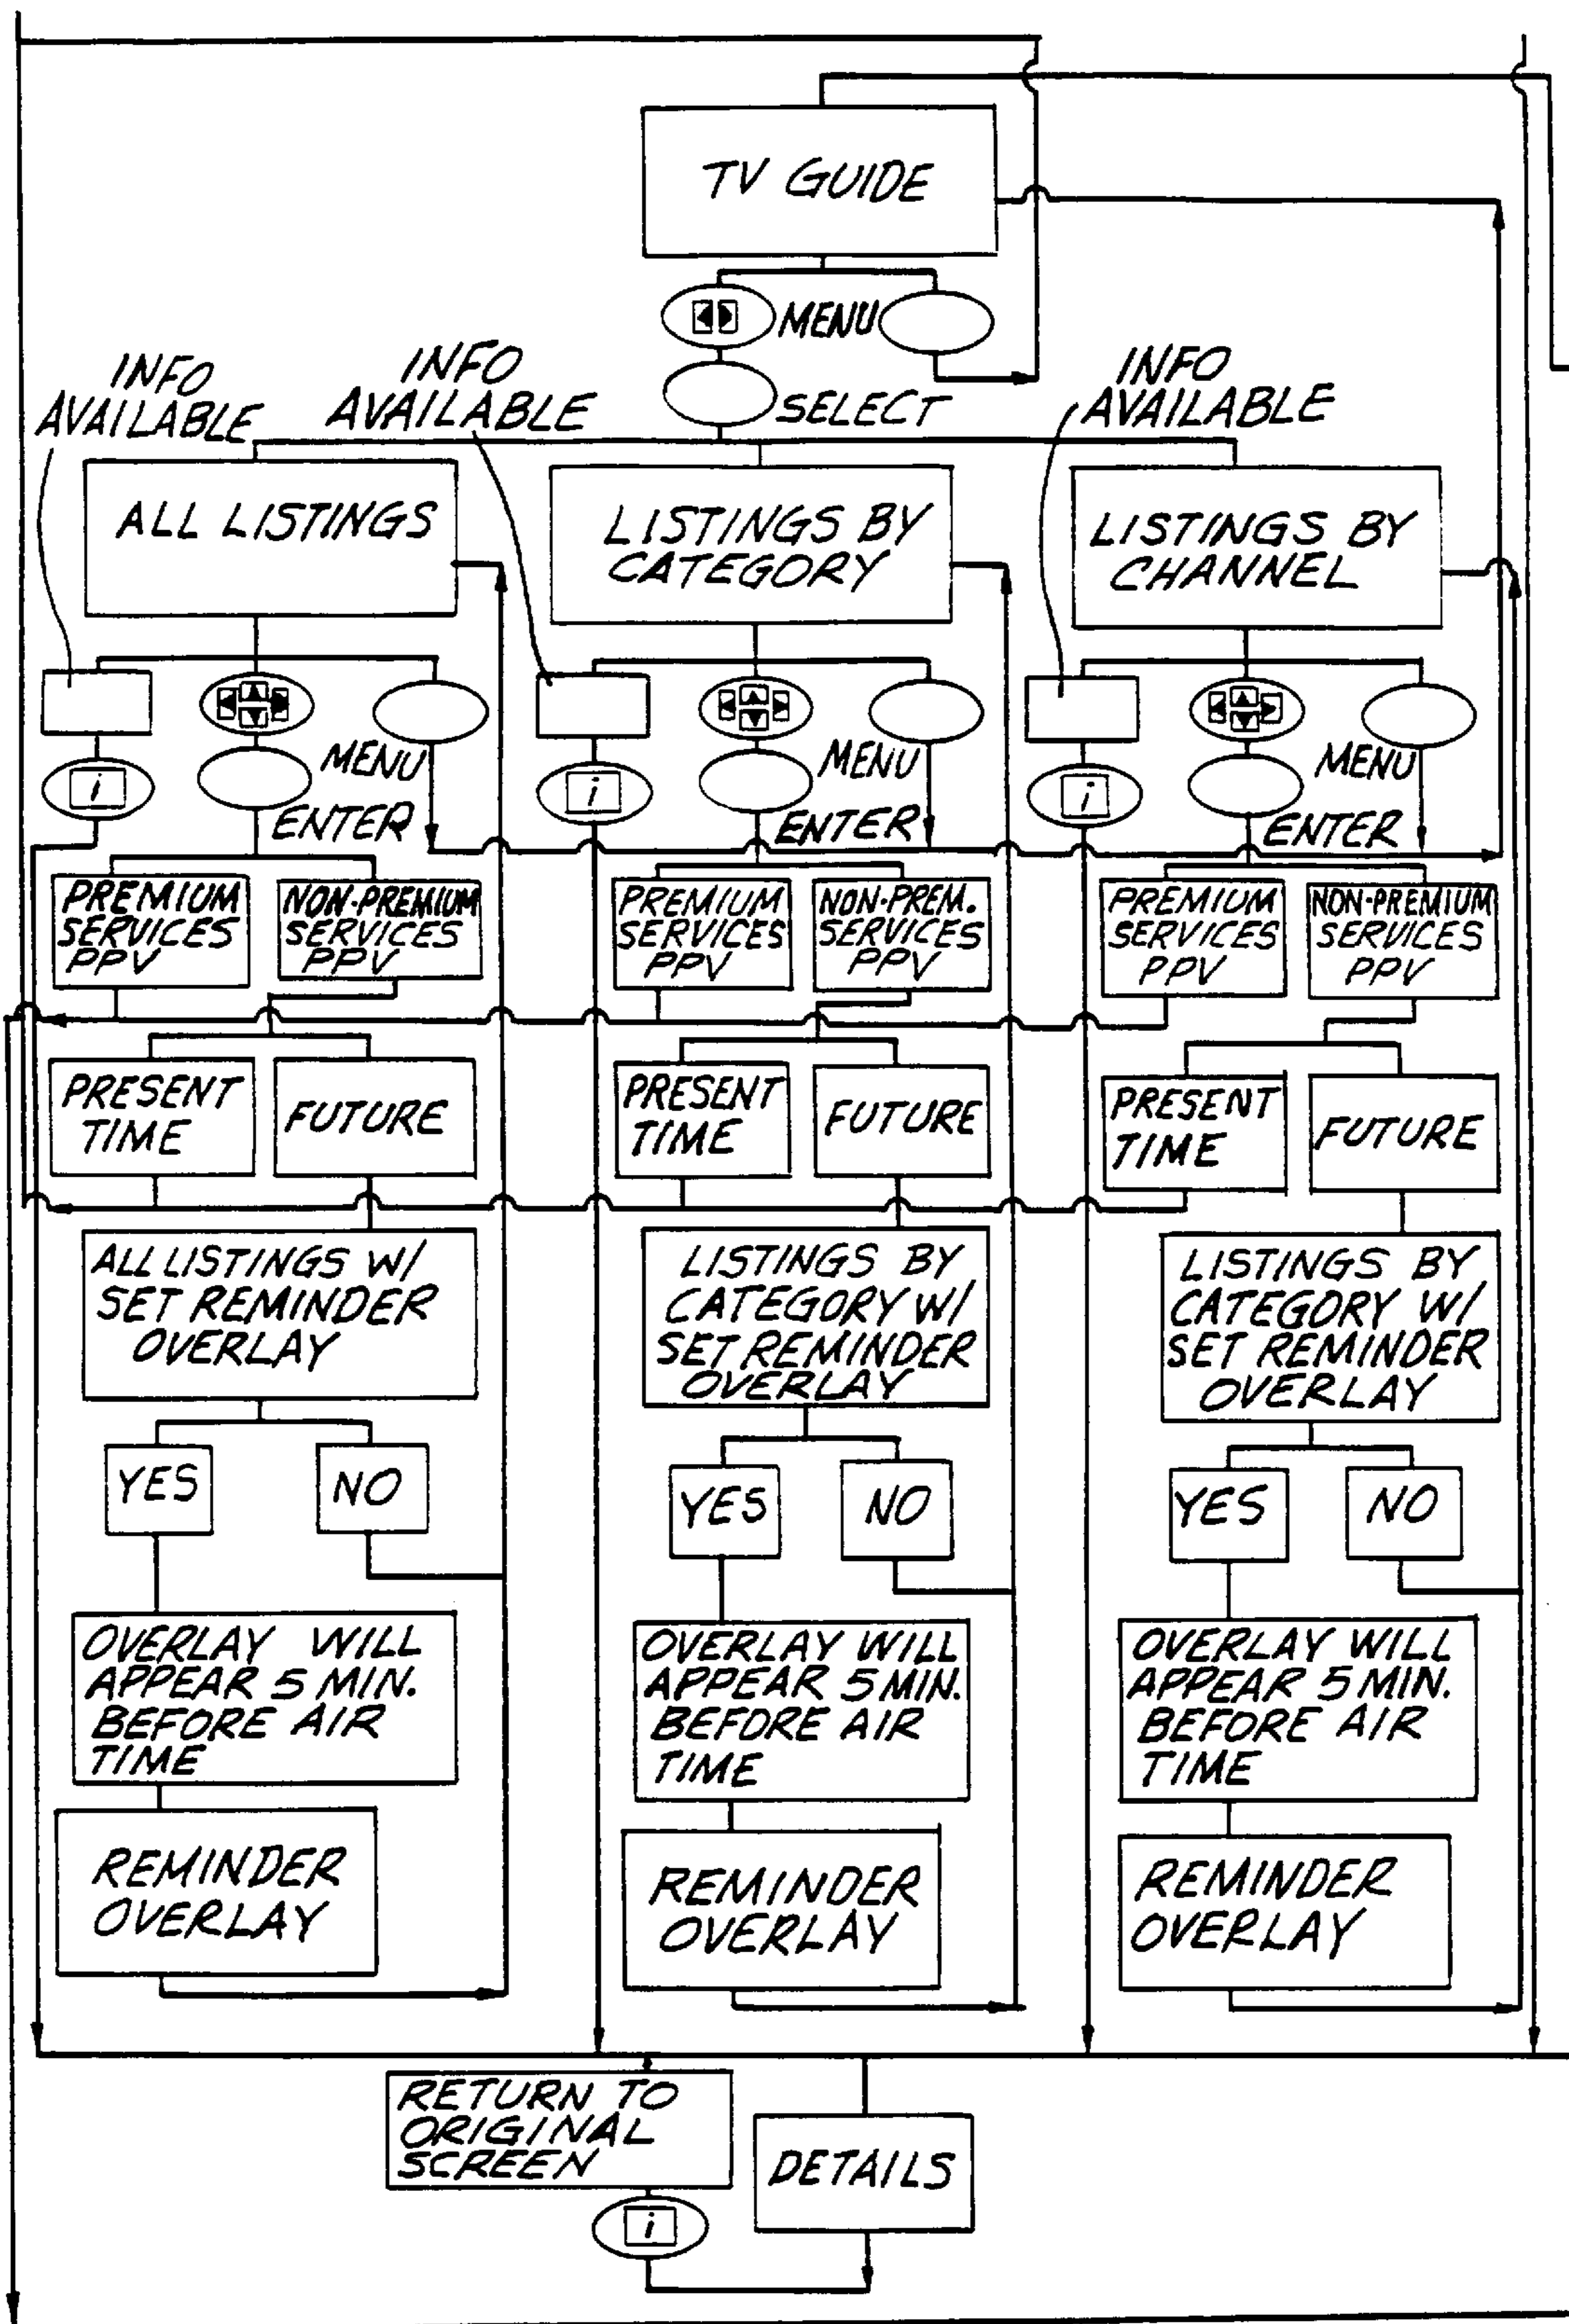 TV GUIDE
MENU
SELECT
INFO
AVAILABLE
INFO
AVAILABLE
INFO
AVAILABLE
ALL LISTINGS
LISTINGS BY
CATEGORY
LISTINGS BY
CHANNEL
MENU
ENTER
MENU
ENTER
MENU
ENTER
i
i
i
PREMIUM
SERVICES
PPV
NON-PREMIUM
SERVICES
PPV
PREMIUM
SERVICES
PPV
NON-PREM.
SERVICES
PPV
PREMIUM
SERVICES
PPV
NON-PREMIUM
SERVICES
PPV
PRESENT
TIME
FUTURE
PRESENT
TIME
FUTURE
PRESENT
TIME
FUTURE
ALL LISTINGS W/
SET REMINDER
OVERLAY
LISTINGS BY
CATEGORY W/
SET REMINDER
OVERLAY
LISTINGS BY
CATEGORY W/
SET REMINDER
OVERLAY
YES
NO
YES
NO
YES
NO
OVERLAY WILL
APPEAR 5 MIN.
BEFORE AIR
TIME
OVERLAY WILL
APPEAR 5 MIN.
BEFORE AIR
TIME
OVERLAY WILL
APPEAR 5 MIN.
BEFORE AIR
TIME
REMINDER
OVERLAY
REMINDER
OVERLAY
REMINDER
OVERLAY
RETURN TO
ORIGINAL
SCREEN
DETAILS
i